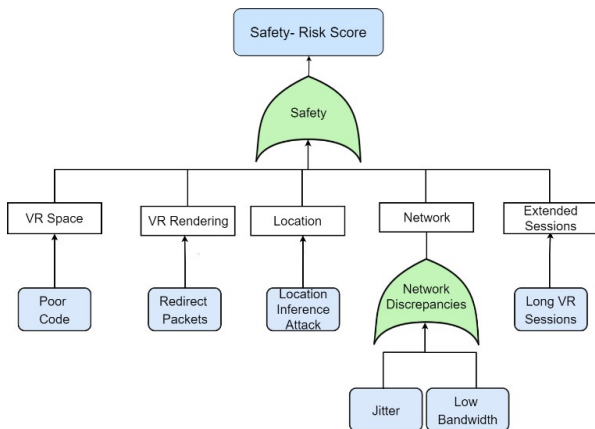 Safety- Risk Score
Safety
VR Space
VR Rendering
Location
Network
Extended
Sessions
Poor
Code
Redirect
Packets
Location
Inference
Attack
Network
Discrepancies
Long VR
Sessions
Jitter
Low
Bandwidth